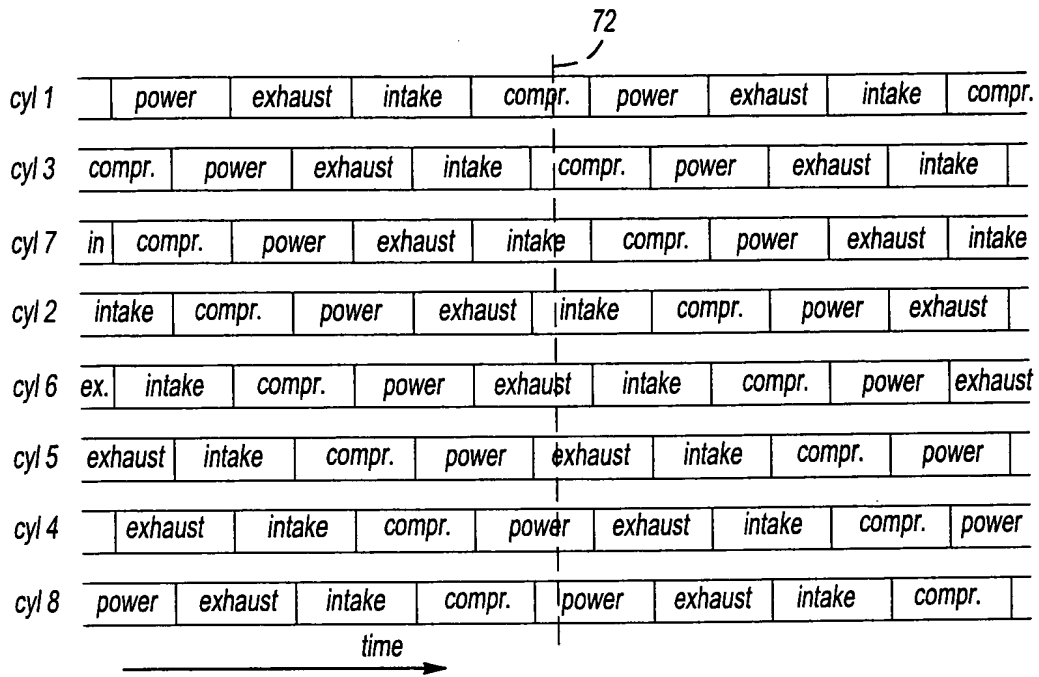 72
cyl 1 power exhaust intake compr. power exhaust intake compr.
cyl 3 compr. power exhaust intake compr. power exhaust intake
cyl 7 in compr. power exhaust intake compr. power exhaust intake
cyl 2 intake compr. power exhaust intake compr. power exhaust
cyl 6 ex. intake compr. power exhaust intake compr. power exhaust
cyl 5 exhaust intake compr. power exhaust intake compr. power
cyl 4 exhaust intake compr. power exhaust intake compr. power
cyl 8 power exhaust intake compr. power exhaust intake compr.
time